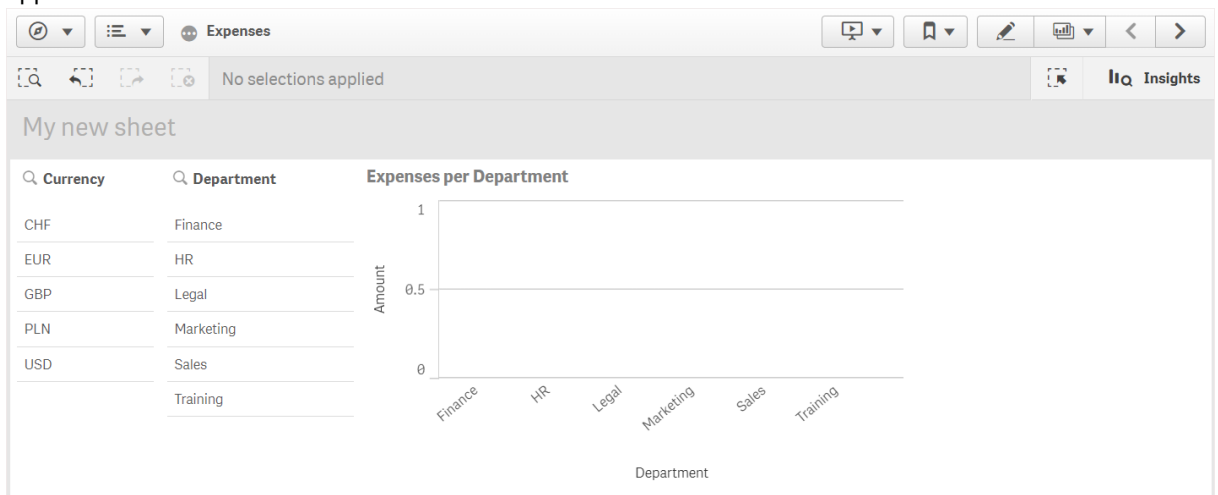 Expenses
No selections applied
Insights
My new sheet
Currency
CHF
EUR
GBP
PLN
USD
Department
Finance
HR
Legal
Marketing
Sales
Training
Expenses per Department
Amount
1
0.5
0
Finance
HR
Legal
Marketing
Sales
Training
Department